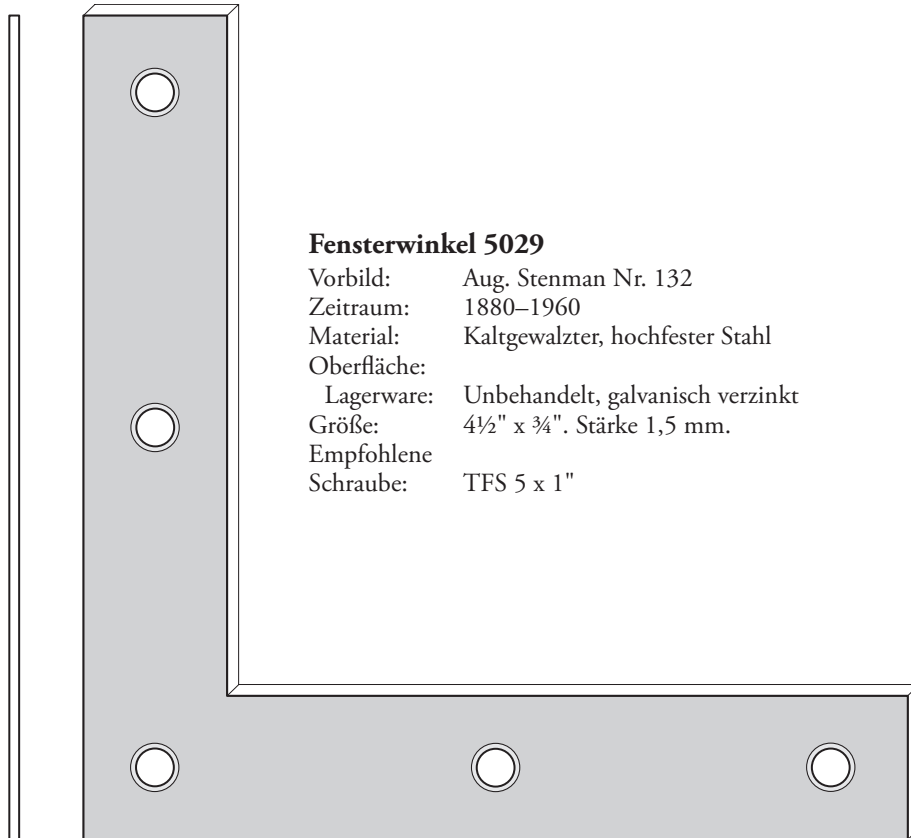 Fensterwinkel 5029
Vorbild: Aug. Stenman Nr. 132
Zeitraum: 1880–1960
Material: Kaltgewalzter, hochfester Stahl
Oberfläche:
Lagerware: Unbehandelt, galvanisch verzinkt
Größe: 4½" x ¾". Stärke 1,5 mm.
Empfohlene
Schraube: TFS 5 x 1"